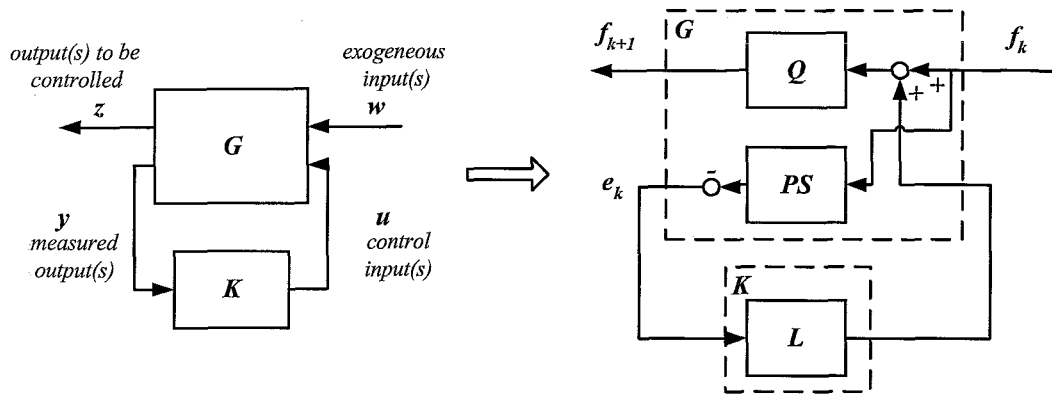 output(s) to be
controlled
z
exogeneous
input(s)
w
G
y
measured
output(s)
u
control
input(s)
K
f_{k+1}
G
f_k
Q
+
+
e_k
-
PS
K
L